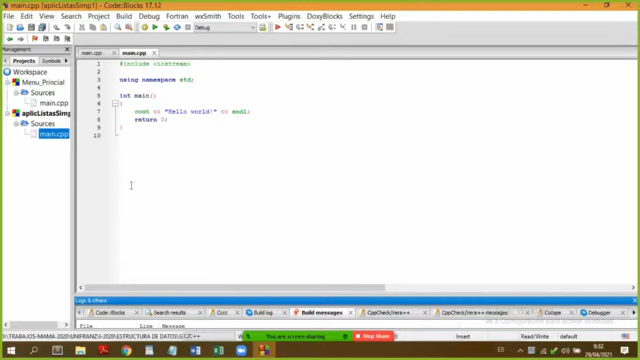 main.cpp [aplicListasSimp1] - Code::Blocks 17.12
File Edit View Search Project Build Debug Fortran wxSmith Tools Tools+ Plugins DoxyBlocks Settings Help
Debug
Management
Projects Symbols
Workspace
Menu_Princial
Sources
main.cpp
aplicListasSimp
Sources
main.cpp
main.cpp main.cpp
1 #include <iostream>
2
3 using namespace std;
4
5 int main()
6 {
7 cout << "Hello world!" << endl;
8 return 0;
9 }
10
Logs & others
Code::Blocks Search results Cccc Build log Build messages CppCheck/Vera++ CppCheck/Vera++ messages Cscope Debugger
File Line Message
D:\TRABAJOS-MAMA 2020\UNIFRANZ\I-2020\ESTRUCTURA DE DATOS\ C/C++
You are screen sharing Stop Share
Insert Read/Write default
ES 9:32
29/04/2021